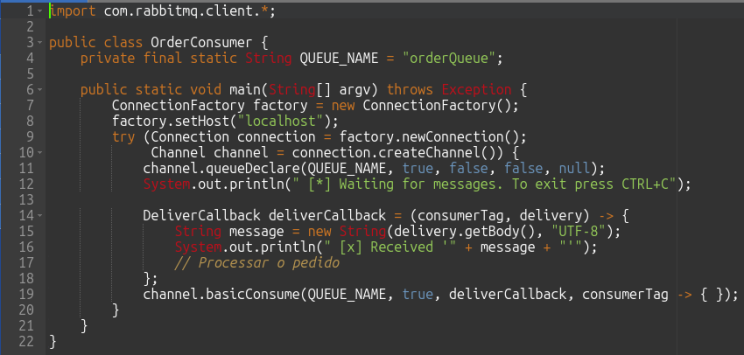 1 import com.rabbitmq.client.*;
2
3 public class OrderConsumer {
4     private final static String QUEUE_NAME = "orderQueue";
5
6     public static void main(String[] argv) throws Exception {
7         ConnectionFactory factory = new ConnectionFactory();
8         factory.setHost("localhost");
9         try (Connection connection = factory.newConnection();
10              Channel channel = connection.createChannel()) {
11             channel.queueDeclare(QUEUE_NAME, true, false, false, null);
12             System.out.println(" [*] Waiting for messages. To exit press CTRL+C");
13
14             DeliverCallback deliverCallback = (consumerTag, delivery) -> {
15                 String message = new String(delivery.getBody(), "UTF-8");
16                 System.out.println(" [x] Received '" + message + "'");
17                 // Processar o pedido
18             };
19             channel.basicConsume(QUEUE_NAME, true, deliverCallback, consumerTag -> { });
20         }
21     }
22 }